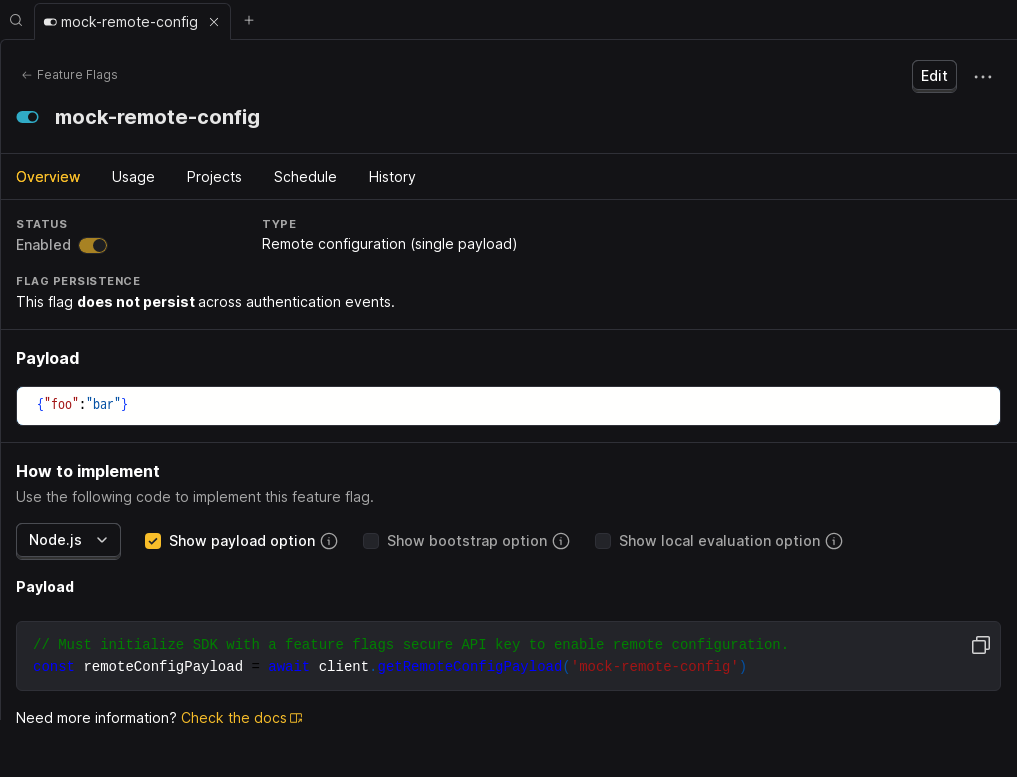 mock-remote-config
Feature Flags
Edit
mock-remote-config
Overview Usage Projects Schedule History
STATUS TYPE
Enabled Remote configuration (single payload)
FLAG PERSISTENCE
This flag does not persist across authentication events.
Payload
{"foo":"bar"}
How to implement
Use the following code to implement this feature flag.
Node.js Show payload option Show bootstrap option Show local evaluation option
Payload
// Must initialize SDK with a feature flags secure API key to enable remote configuration.
const remoteConfigPayload = await client.getRemoteConfigPayload('mock-remote-config')
Need more information? Check the docs